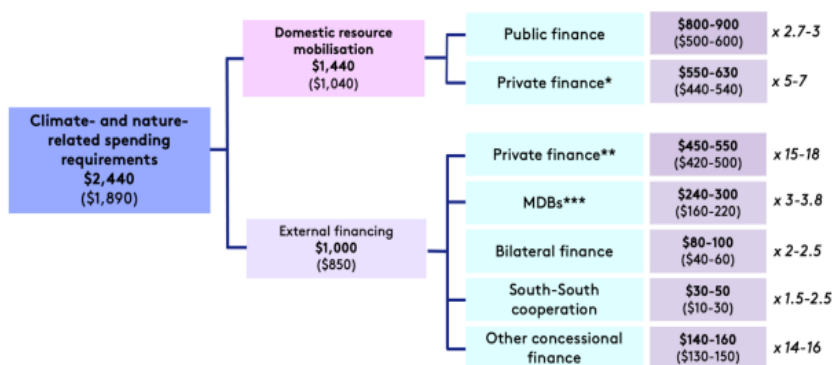 Climate- and nature-
related spending
requirements
$2,440
($1,890)
Domestic resource
mobilisation
$1,440
($1,040)
Public finance
$800-900
($500-600)
x 2.7-3
Private finance*
$550-630
($440-540)
x 5-7
External financing
$1,000
($850)
Private finance**
$450-550
($420-500)
x 15-18
MDBs***
$240-300
($160-220)
x 3-3.8
Bilateral finance
$80-100
($40-60)
x 2-2.5
South-South
cooperation
$30-50
($10-30)
x 1.5-2.5
Other concessional
finance
$140-160
($130-150)
x 14-16